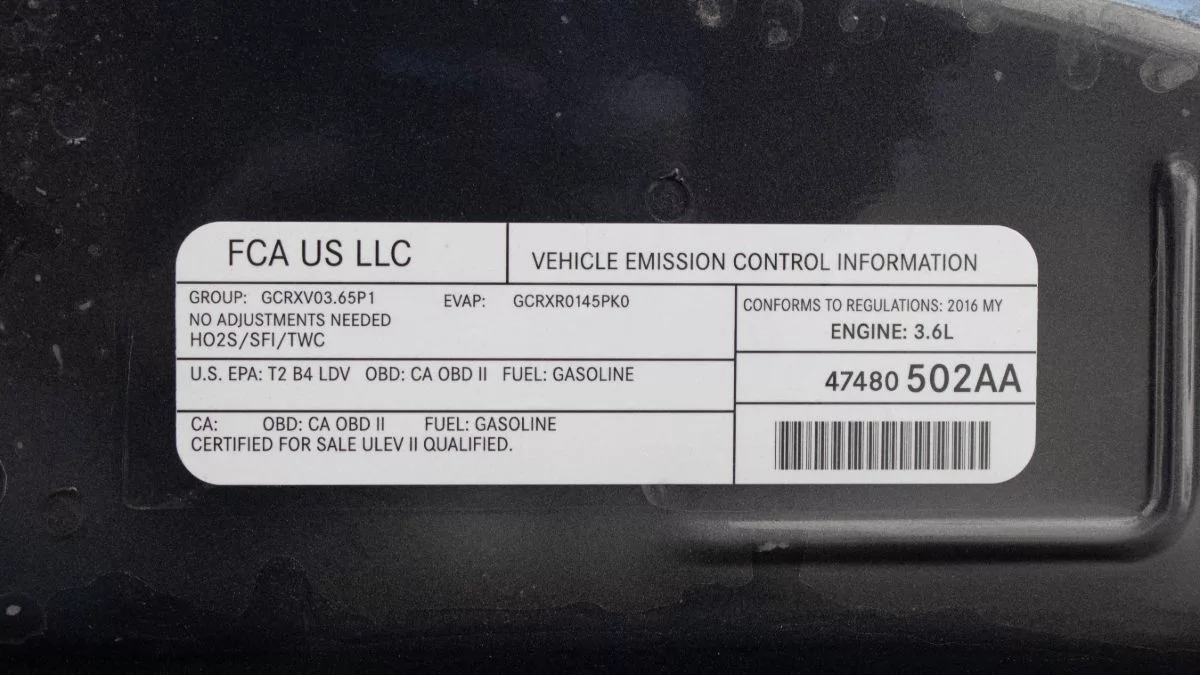 FCA US LLC
VEHICLE EMISSION CONTROL INFORMATION
GROUP: GCRXV03.65P1 EVAP: GCRXR0145PK0
NO ADJUSTMENTS NEEDED
HO2S/SFI/TWC
CONFORMS TO REGULATIONS: 2016 MY
ENGINE: 3.6L
U.S. EPA: T2 B4 LDV OBD: CA OBD II FUEL: GASOLINE
47480 502AA
CA: OBD: CA OBD II FUEL: GASOLINE
CERTIFIED FOR SALE ULEV II QUALIFIED.